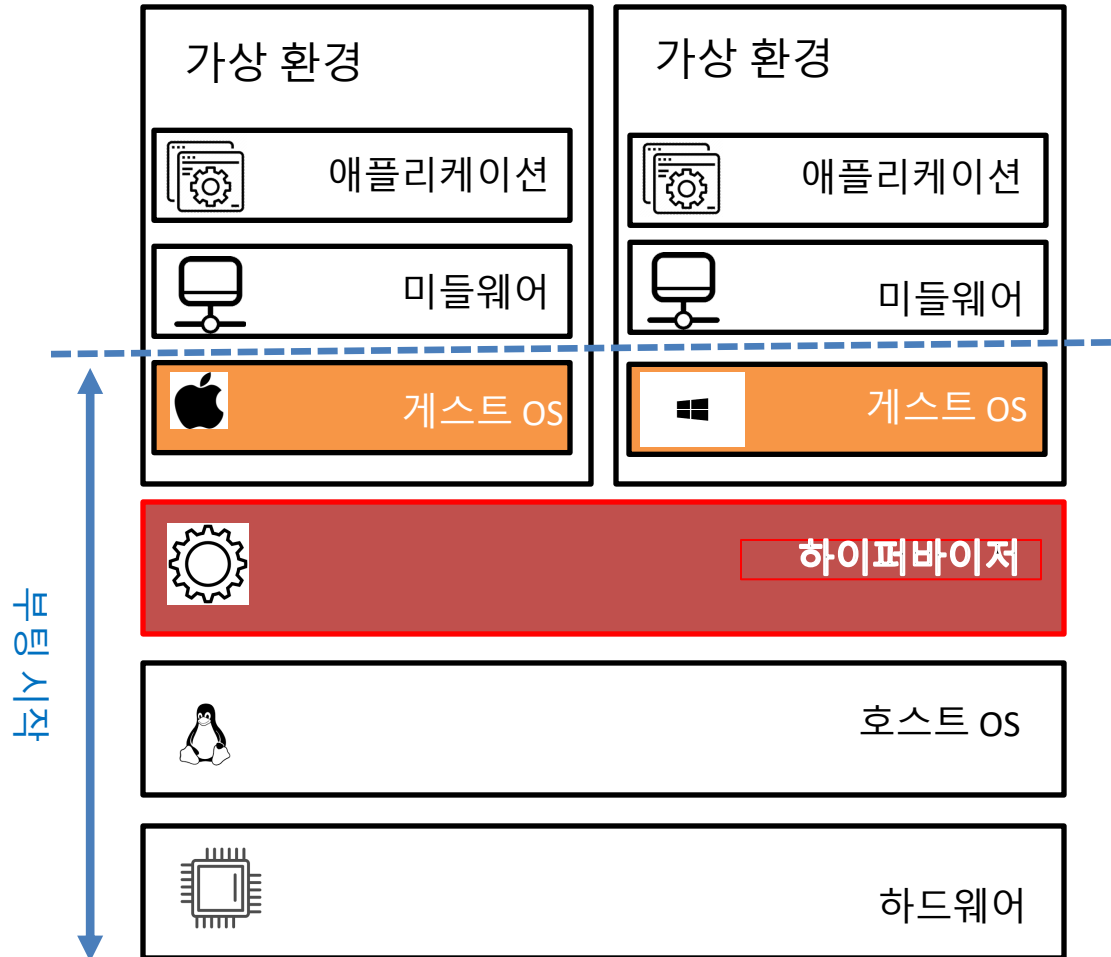 가상 환경
애플리케이션
미들웨어
게스트 OS
가상 환경
애플리케이션
미들웨어
게스트 OS
하이퍼바이저
호스트 OS
하드웨어
부팅 시작